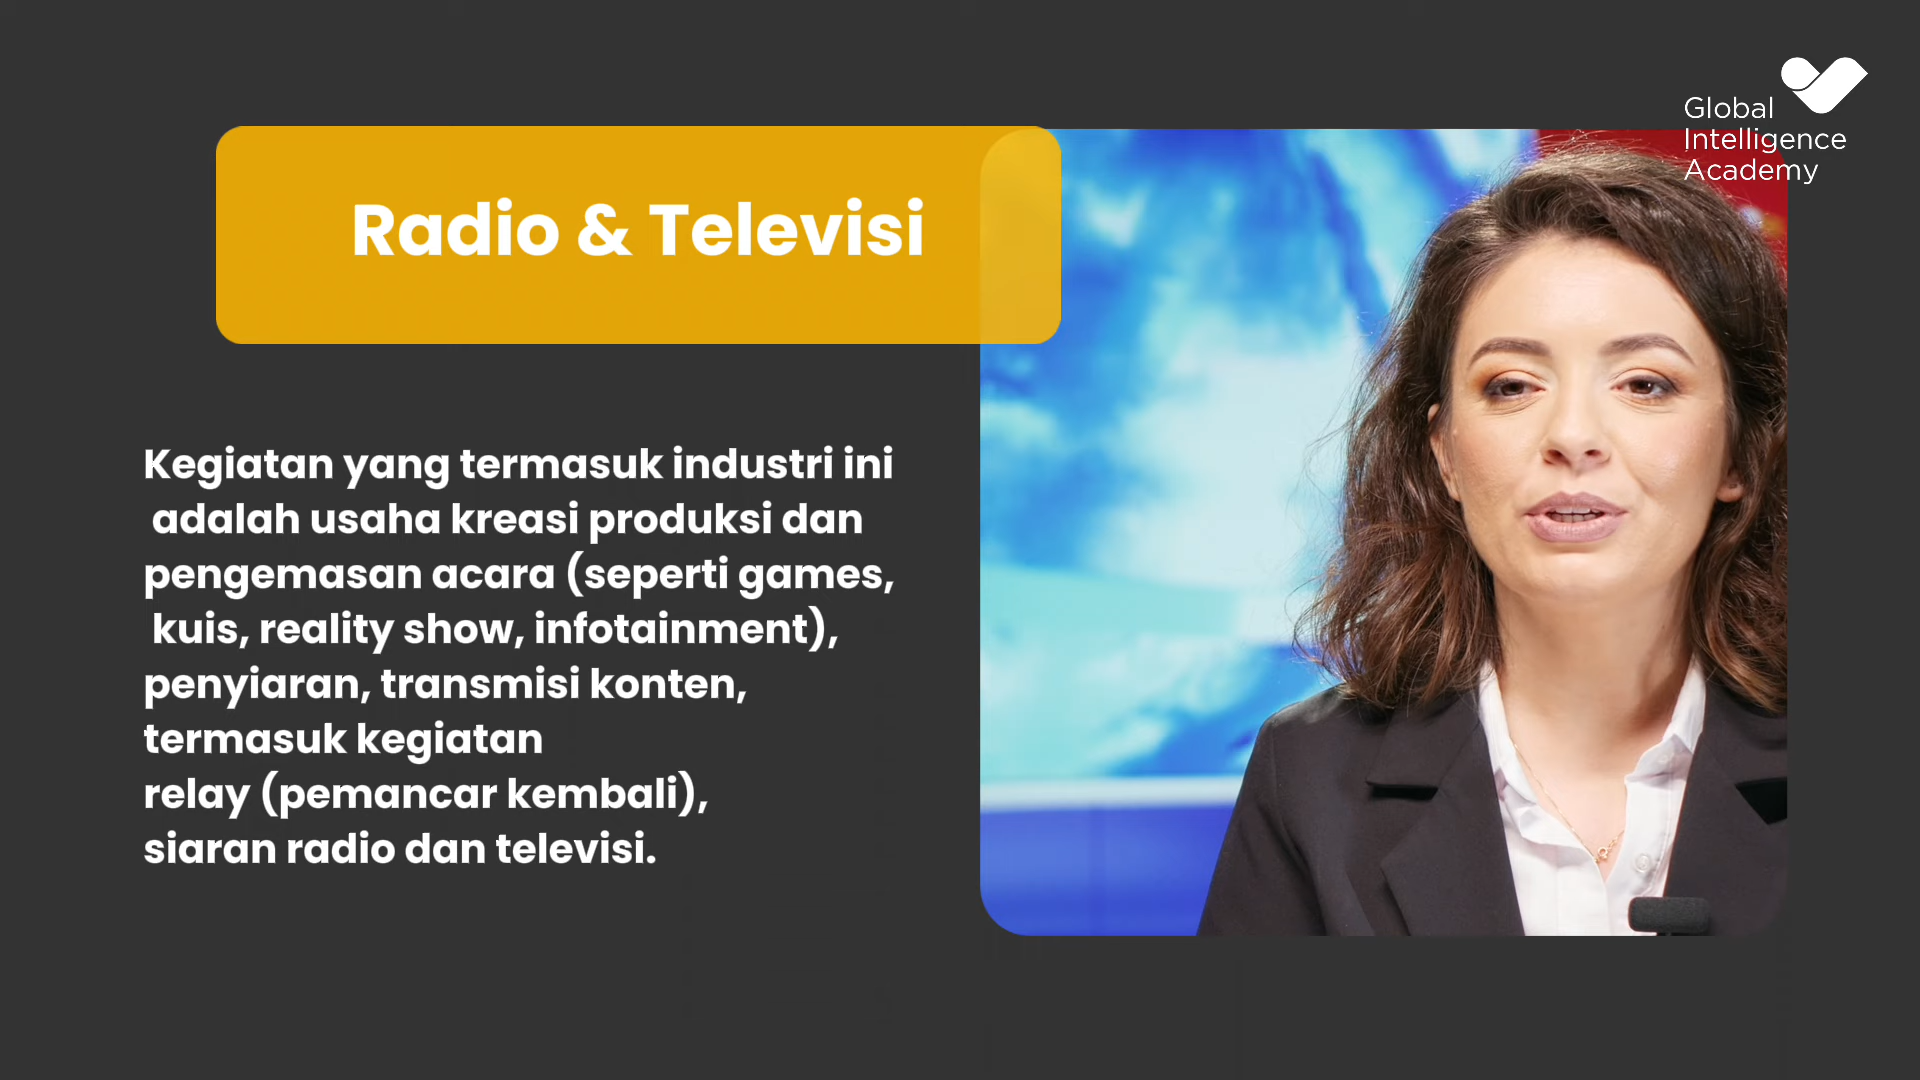 Global
Intelligence
Academy
Radio & Televisi
Kegiatan yang termasuk industri ini
adalah usaha kreasi produksi dan
pengemasan acara (seperti games,
kuis, reality show, infotainment),
penyiaran, transmisi konten,
termasuk kegiatan
relay (pemancar kembali),
siaran radio dan televisi.